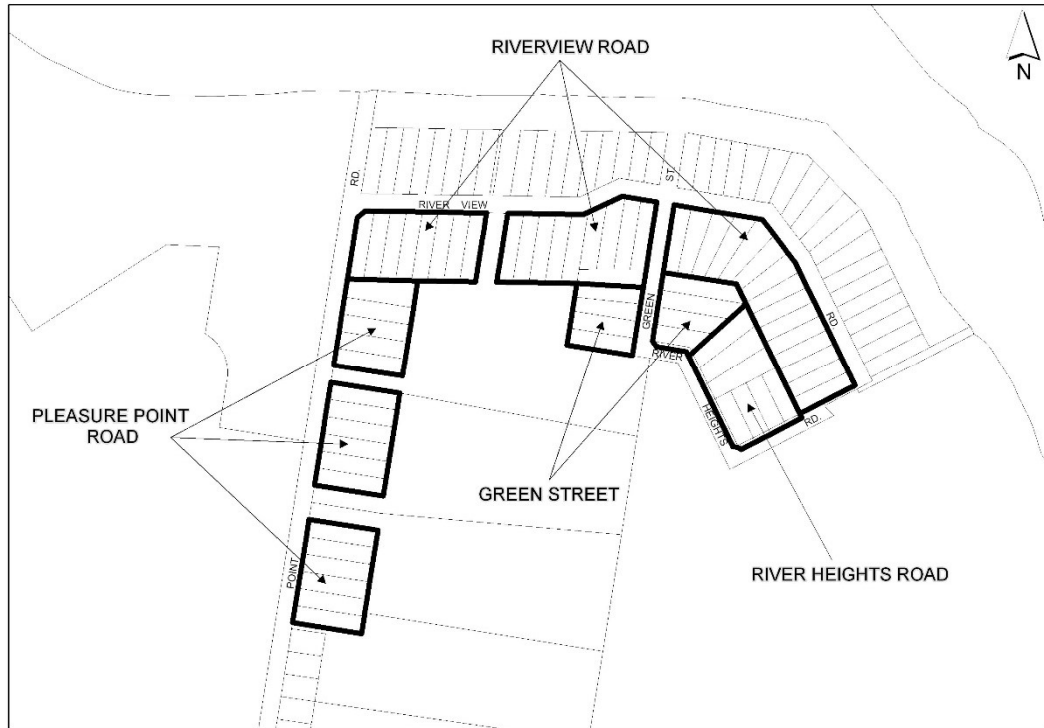 RIVERVIEW ROAD
N
RD.
ST.
RIVER VIEW
GREEN
RD.
RIVER
PLEASURE POINT
ROAD
HEIGHTS
RD.
GREEN STREET
POINT
RIVER HEIGHTS ROAD